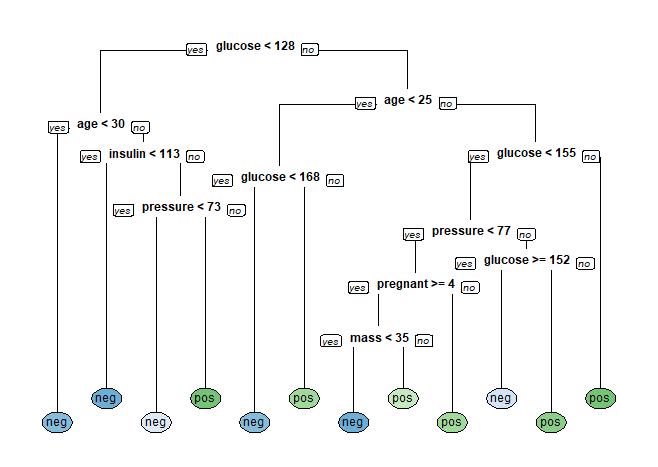 yes glucose < 128 no
yes age < 25 no
yes age < 30 no
yes insulin < 113 no
yes glucose < 155 no
yes glucose < 168 no
yes pressure < 73 no
yes pressure < 77 no
yes glucose >= 152 no
yes pregnant >= 4 no
yes mass < 35 no
neg pos pos pos neg pos
neg neg neg neg pos pos